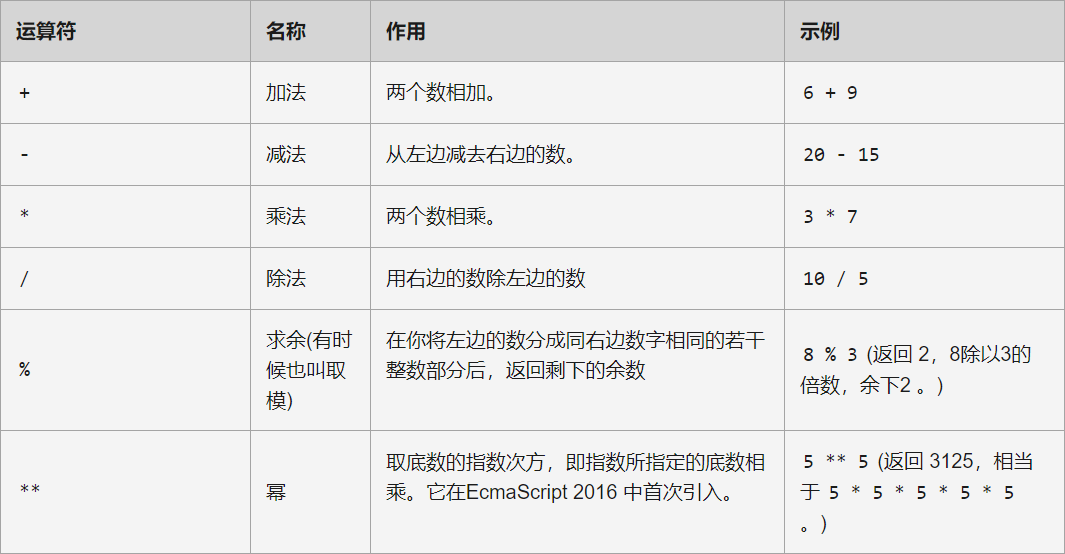 运算符 名称 作用 示例
+ 加法 两个数相加。 6 + 9
- 减法 从左边减去右边的数。 20 - 15
* 乘法 两个数相乘。 3 * 7
/ 除法 用右边的数除左边的数 10 / 5
%
求余(有时
候也叫取
模)
在你将左边的数分成同右边数字相同的若干
整数部分后，返回剩下的余数
8 % 3 (返回 2，8除以3的
倍数，余下2 。)
**
幂
取底数的指数次方，即指数所指定的底数相
乘。它在EcmaScript 2016 中首次引入。
5 ** 5 (返回 3125，相当
于 5 * 5 * 5 * 5 * 5
。)